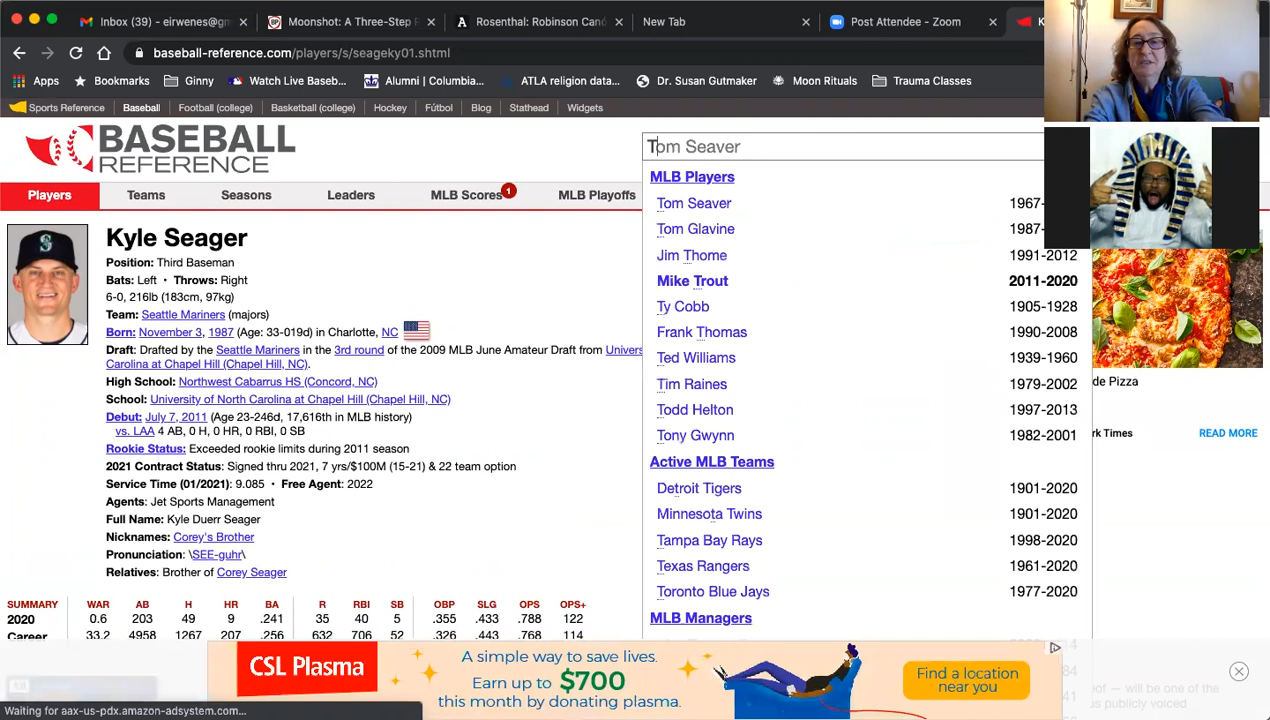 Inbox (39) - eirwenes@gm
Moonshot: A Three-Step F
Rosenthal: Robinson Canó
New Tab
Post Attendee - Zoom
baseball-reference.com/players/s/seageky01.shtml
Apps
Bookmarks
Ginny
Watch Live Baseb...
Alumni | Columbia...
ATLA religion data...
Dr. Susan Gutmaker
Moon Rituals
Trauma Classes
Sports Reference
Baseball
Football (college)
Basketball (college)
Hockey
Fútbol
Blog
Stathead
Widgets
BASEBALL
REFERENCE
Tom Seaver
Players
Teams
Seasons
Leaders
MLB Scores 1
MLB Playoffs
Kyle Seager
Position: Third Baseman
Bats: Left • Throws: Right
6-0, 216lb (183cm, 97kg)
Team: Seattle Mariners (majors)
Born: November 3, 1987 (Age: 33-019d) in Charlotte, NC
Draft: Drafted by the Seattle Mariners in the 3rd round of the 2009 MLB June Amateur Draft from Univers
Carolina at Chapel Hill (Chapel Hill, NC).
High School: Northwest Cabarrus HS (Concord, NC)
School: University of North Carolina at Chapel Hill (Chapel Hill, NC)
Debut: July 7, 2011 (Age 23-246d, 17,616th in MLB history)
vs. LAA 4 AB, 0 H, 0 HR, 0 RBI, 0 SB
Rookie Status: Exceeded rookie limits during 2011 season
2021 Contract Status: Signed thru 2021, 7 yrs/$100M (15-21) & 22 team option
Service Time (01/2021): 9.085 • Free Agent: 2022
Agents: Jet Sports Management
Full Name: Kyle Duerr Seager
Nicknames: Corey's Brother
Pronunciation: \SEE-guhr\
Relatives: Brother of Corey Seager
SUMMARY WAR AB H HR BA R RBI SB OBP SLG OPS OPS+
2020 0.6 203 49 9 .241 35 40 5 .355 .433 .788 122
Career 33.2 4958 1267 207 .256 632 706 52 .326 .443 .768 114
MLB Players
Tom Seaver 1967-
Tom Glavine 1987-
Jim Thome 1991-2012
Mike Trout 2011-2020
Ty Cobb 1905-1928
Frank Thomas 1990-2008
Ted Williams 1939-1960
Tim Raines 1979-2002
Todd Helton 1997-2013
Tony Gwynn 1982-2001
Active MLB Teams
Detroit Tigers 1901-2020
Minnesota Twins 1901-2020
Tampa Bay Rays 1998-2020
Texas Rangers 1961-2020
Toronto Blue Jays 1977-2020
MLB Managers
de Pizza
rk Times
READ MORE
CSL Plasma
A simple way to save lives.
Earn up to $700
this month by donating plasma.
Find a location
near you
eof — will be one of the
s publicly voiced
Waiting for aax-us-pdx.amazon-adsystem.com...